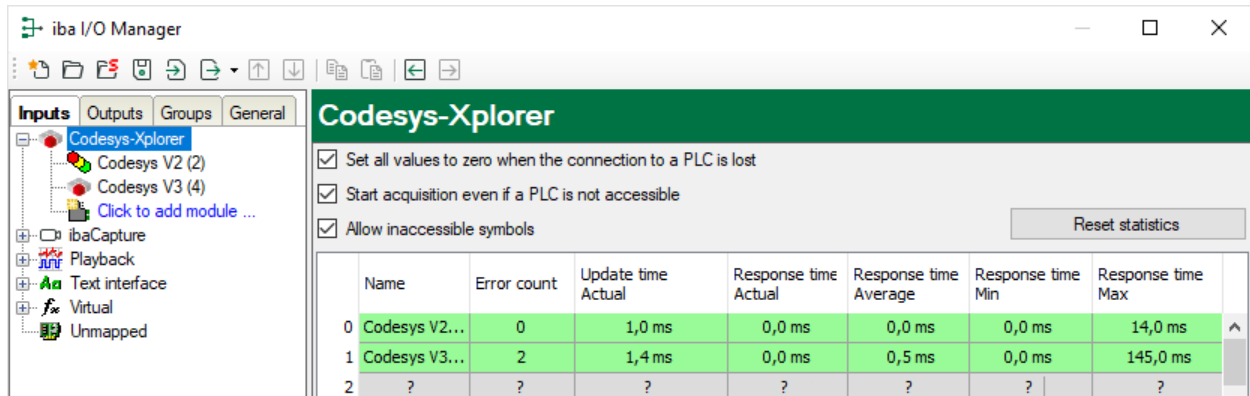 iba I/O Manager
Inputs Outputs Groups General
Codesys-Xplorer
Codesys V2 (2)
Codesys V3 (4)
Click to add module ...
ibaCapture
Playback
Text interface
Virtual
Unmapped
Codesys-Xplorer
Set all values to zero when the connection to a PLC is lost
Start acquisition even if a PLC is not accessible
Allow inaccessible symbols
Reset statistics
Name Error count Update time Actual Response time Actual Response time Average Response time Min Response time Max
0 Codesys V2... 0 1,0 ms 0,0 ms 0,0 ms 0,0 ms 14,0 ms
1 Codesys V3... 2 1,4 ms 0,0 ms 0,5 ms 0,0 ms 145,0 ms
2 ? ? ? ? ? ? ?